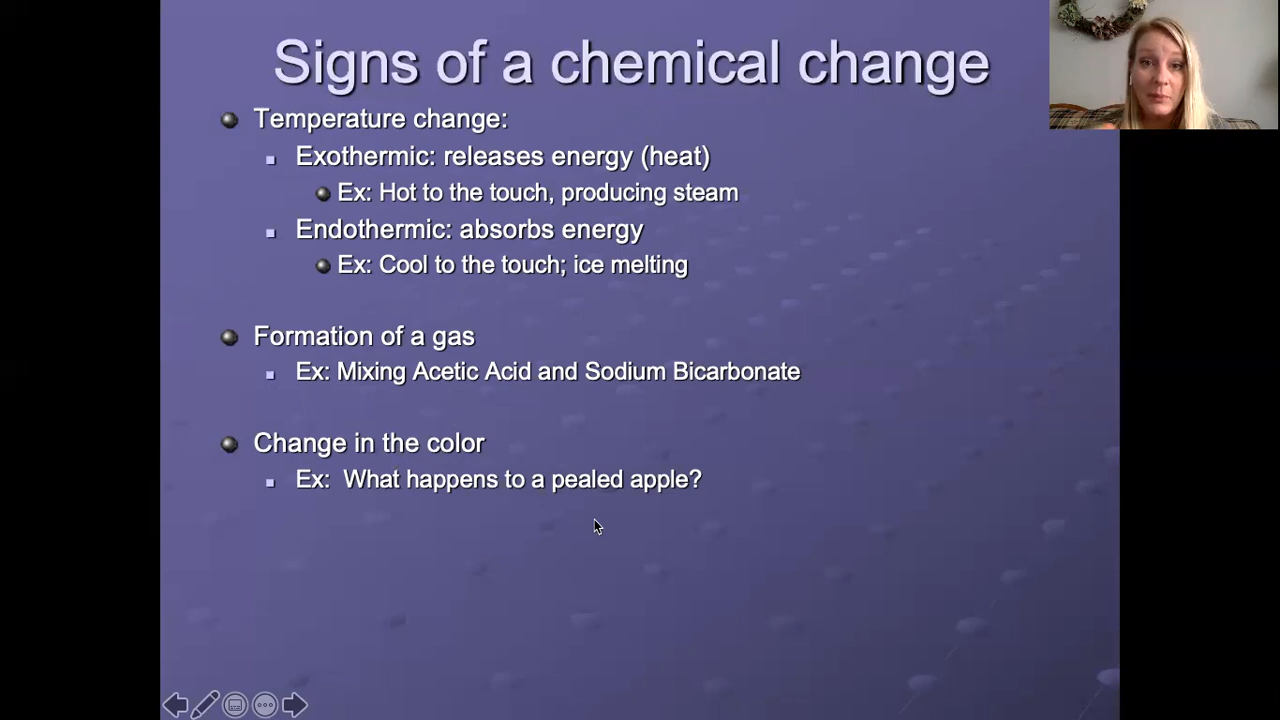 Signs of a chemical change
Temperature change:
Exothermic: releases energy (heat)
Ex: Hot to the touch, producing steam
Endothermic: absorbs energy
Ex: Cool to the touch; ice melting
Formation of a gas
Ex: Mixing Acetic Acid and Sodium Bicarbonate
Change in the color
Ex: What happens to a pealed apple?